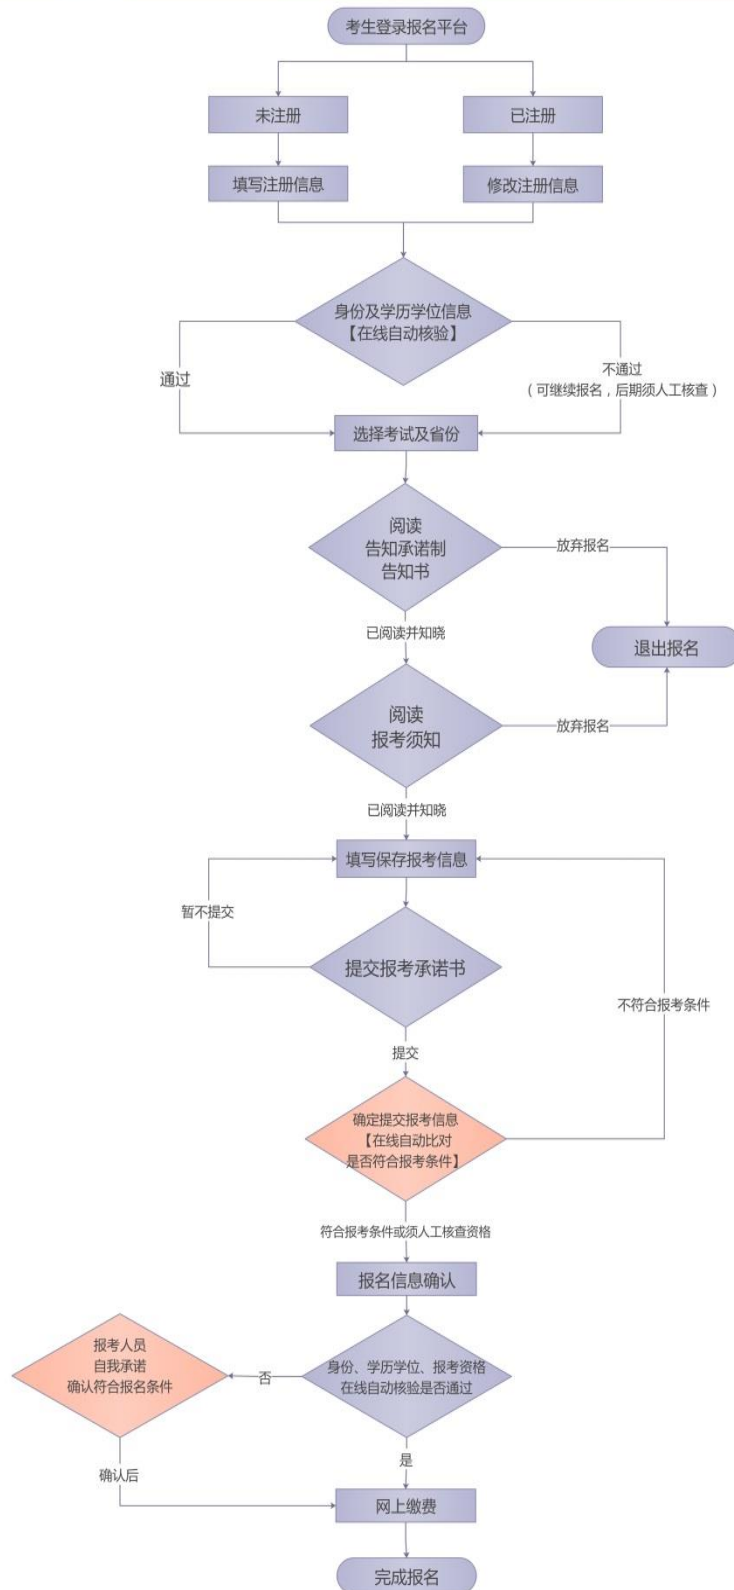 考生登录报名平台
未注册
已注册
填写注册信息
修改注册信息
身份及学历学位信息
【在线自动核验】
通过
不通过
(可继续报名,后期须人工核查)
选择考试及省份
阅读
告知承诺制
告知书
放弃报名
已阅读并知晓
退出报名
阅读
报考须知
放弃报名
已阅读并知晓
填写保存报考信息
暂不提交
提交报考承诺书
不符合报考条件
提交
确定提交报考信息
【在线自动比对
是否符合报考条件】
符合报考条件或须人工核查资格
报名信息确认
报考人员
自我承诺
确认符合报名条件
否
身份、学历学位、报考资格
在线自动核验是否通过
是
确认后
网上缴费
完成报名